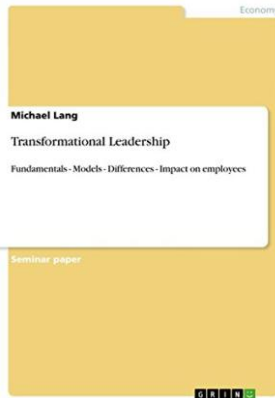 Econom
Michael Lang
Transformational Leadership
Fundamentals - Models - Differences - Impact on employees
Seminar paper
GRIN